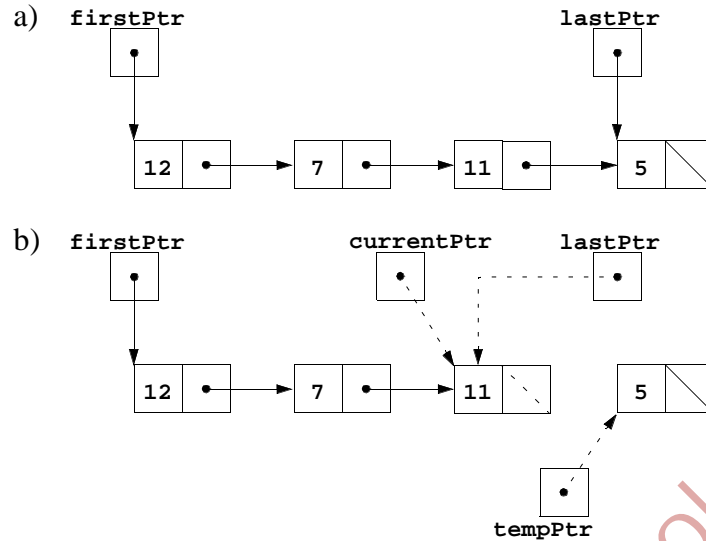 a)
firstPtr lastPtr
12 7 11 5
b) firstPtr currentPtr lastPtr
12 7 11 5
tempPtr